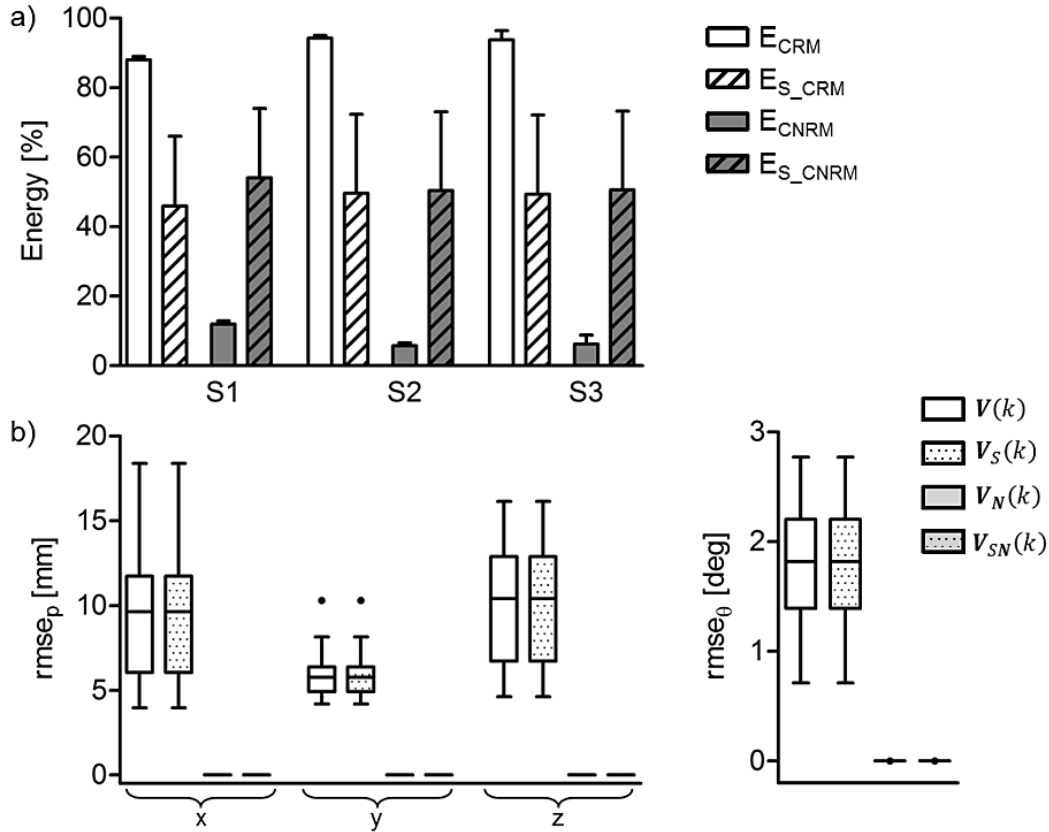 a)
Energy [%]
100
80
60
40
20
0
S1 S2 S3
E_CRM
E_S_CRM
E_CNRM
E_S_CNRM
b)
rmse_p [mm]
20
15
10
5
0
x y z
rmse_θ [deg]
3
2
1
0
V(k)
V_S(k)
V_N(k)
V_SN(k)